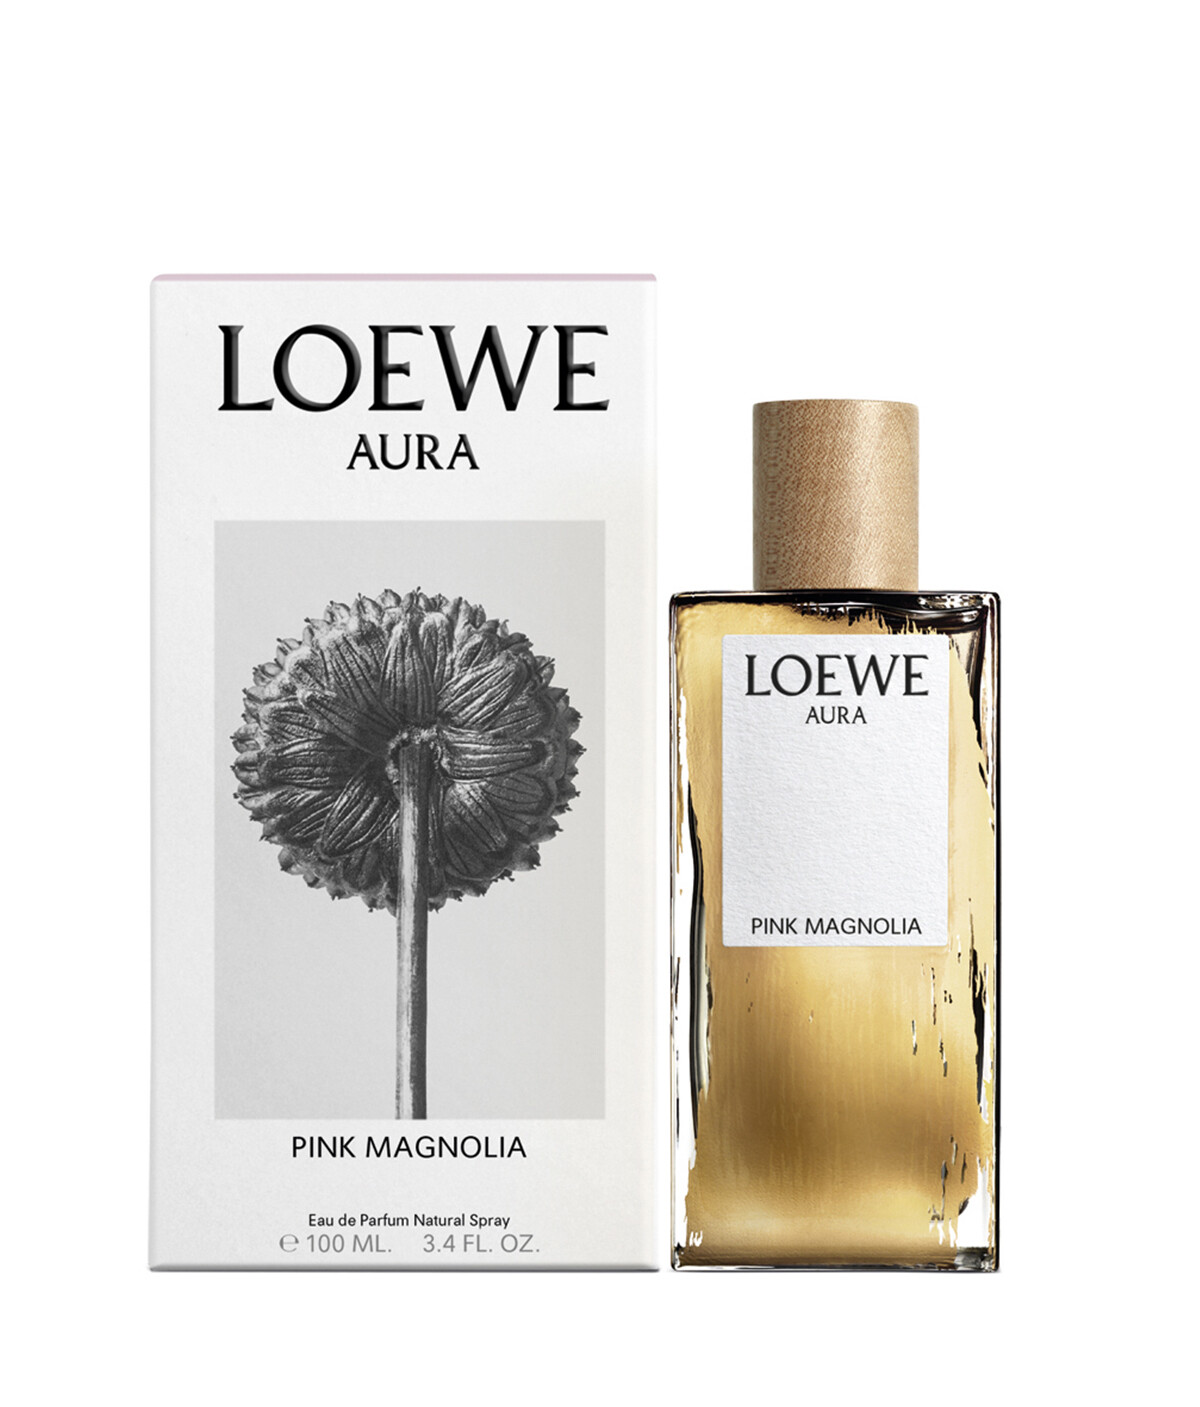 LOEWE
AURA
PINK MAGNOLIA
Eau de Parfum Natural Spray
℮ 100 ML. 3.4 FL. OZ.
LOEWE
AURA
PINK MAGNOLIA